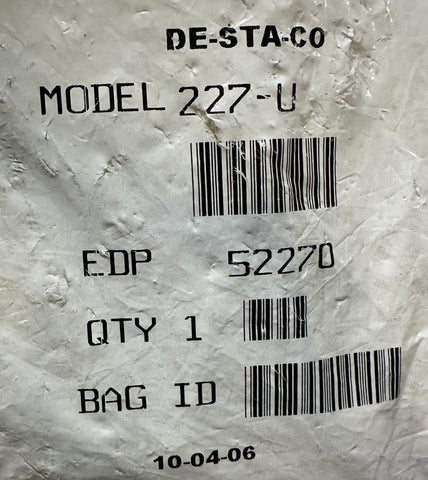 DE-STA-CO
MODEL 227-U
EDP 52270
QTY 1
BAG ID
10-04-06